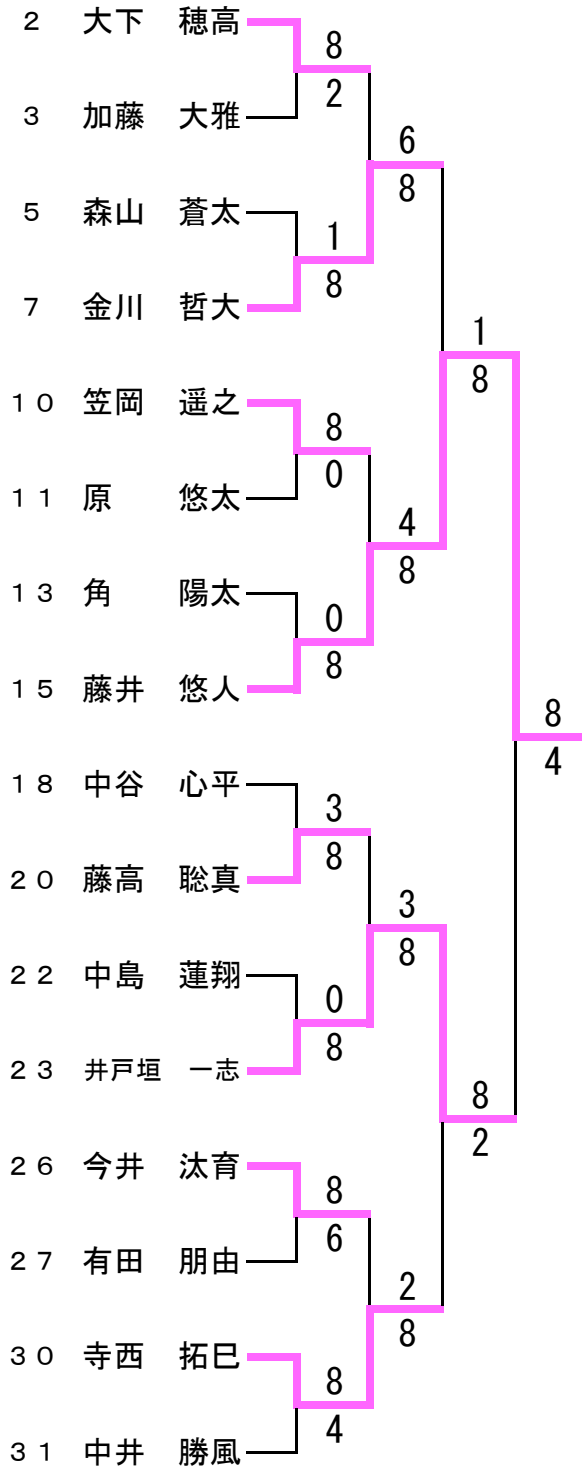 2 大下 穂高
8
2
3 加藤 大雅
6
8
5 森山 蒼太
1
8
7 金川 哲大
1
8
10 笠岡 遥之
8
0
11 原 悠太
4
8
13 角 陽太
0
8
15 藤井 悠人
8
4
18 中谷 心平
3
8
20 藤高 聡真
3
8
22 中島 蓮翔
0
8
23 井戸垣 一志
8
2
26 今井 汰育
8
6
27 有田 朋由
2
8
30 寺西 拓巳
8
4
31 中井 勝風